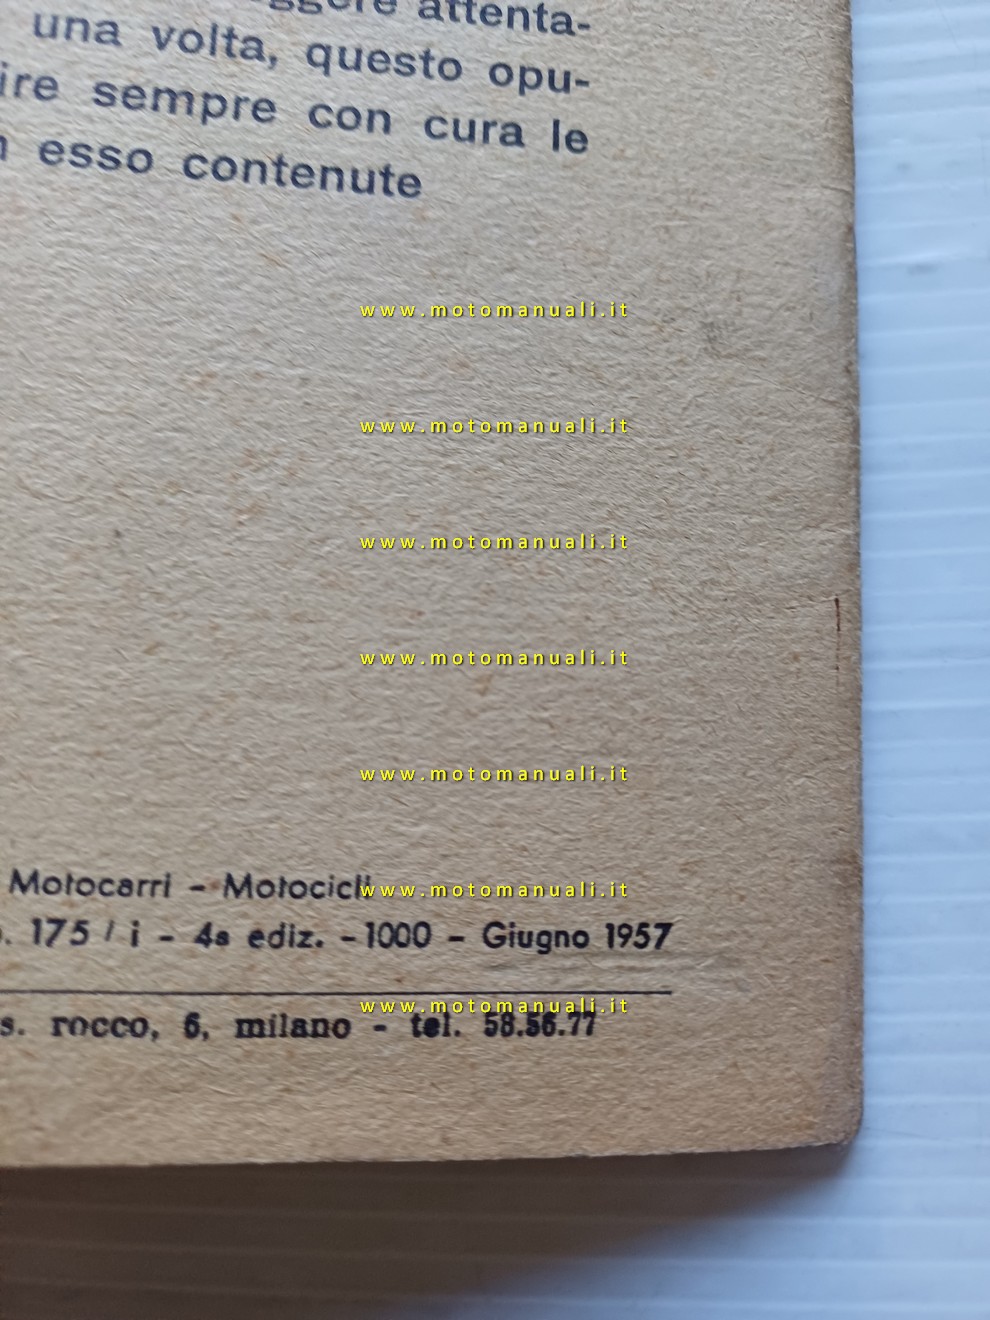 attenta-
una volta, questo opu-
ire sempre con cura le
esso contenute
www.motomanuali.it
www.motomanuali.it
www.motomanuali.it
www.motomanuali.it
www.motomanuali.it
Motocarri - Motocicli
www.motomanuali.it
175 / i - 4a ediz. - 1000 - Giugno 1957
www.motomanuali.it
s. rocco, 6, milano - tel. 58.56.77